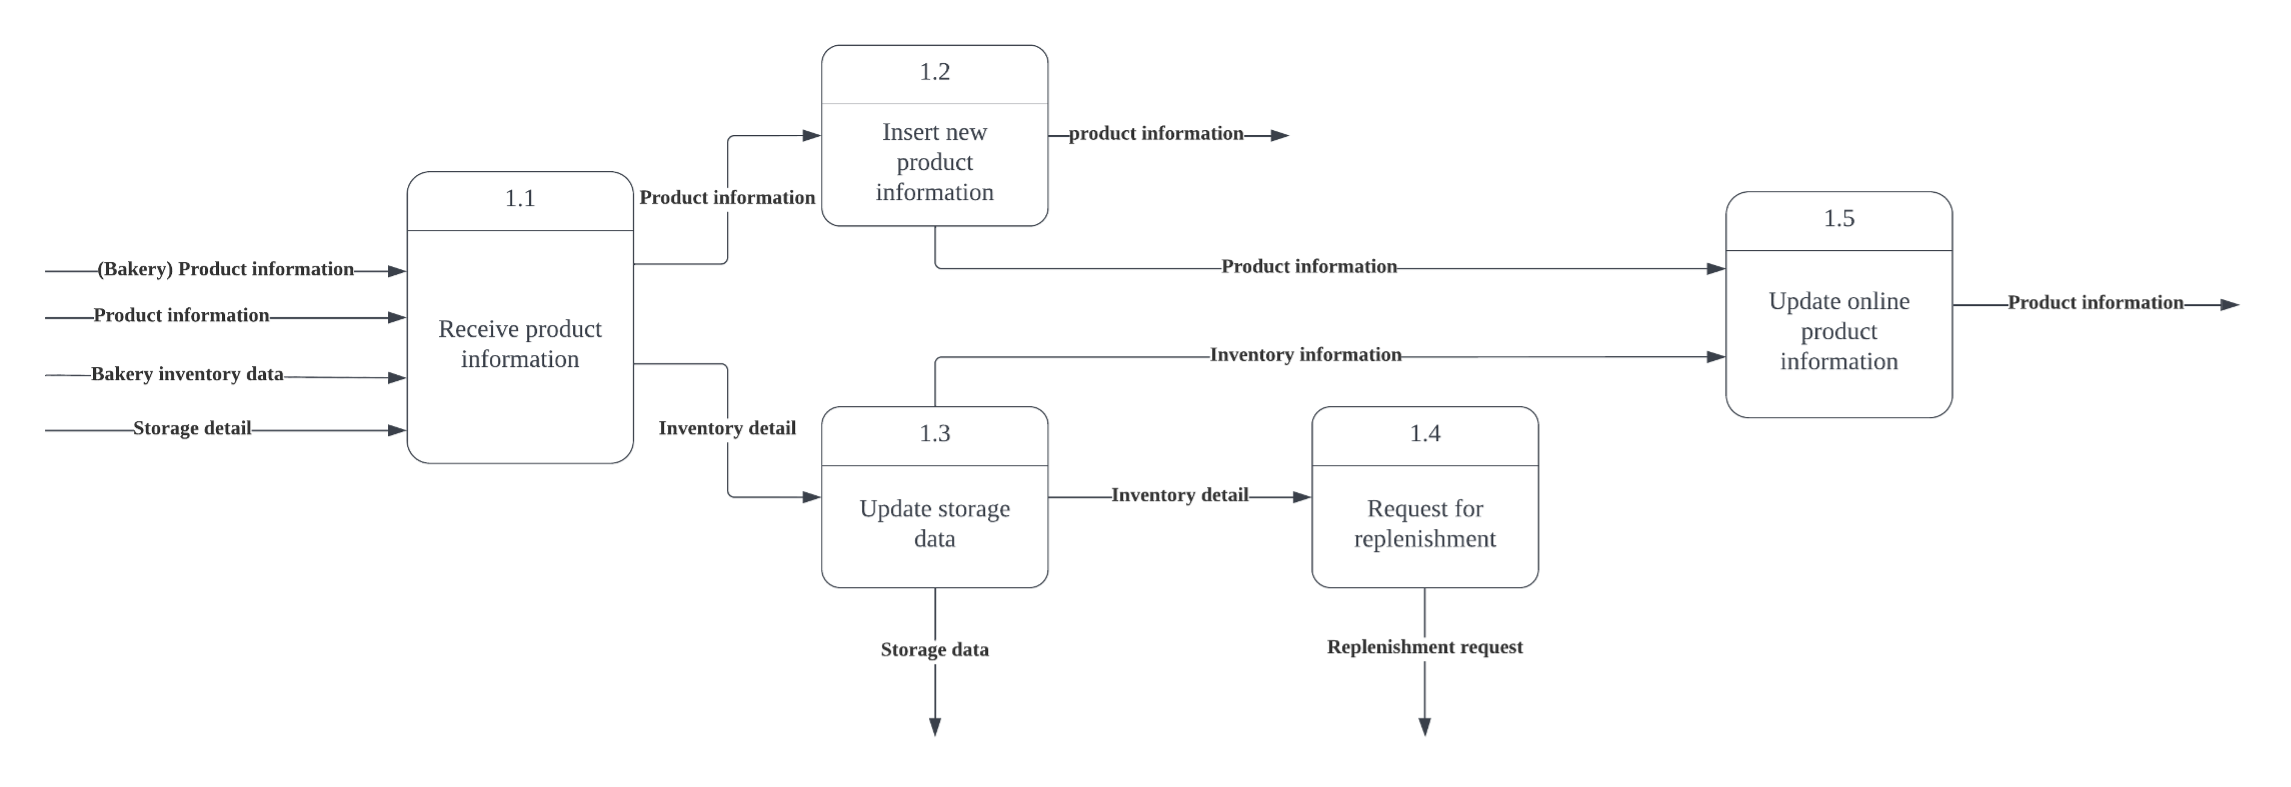 1.2
Insert new
product
information
product information
1.1
Receive product
information
Product information
(Bakery) Product information
Product information
Bakery inventory data
Storage detail
Product information
Inventory information
1.5
Update online
product
information
Product information
Inventory detail
1.3
Update storage
data
Inventory detail
1.4
Request for
replenishment
Storage data
Replenishment request